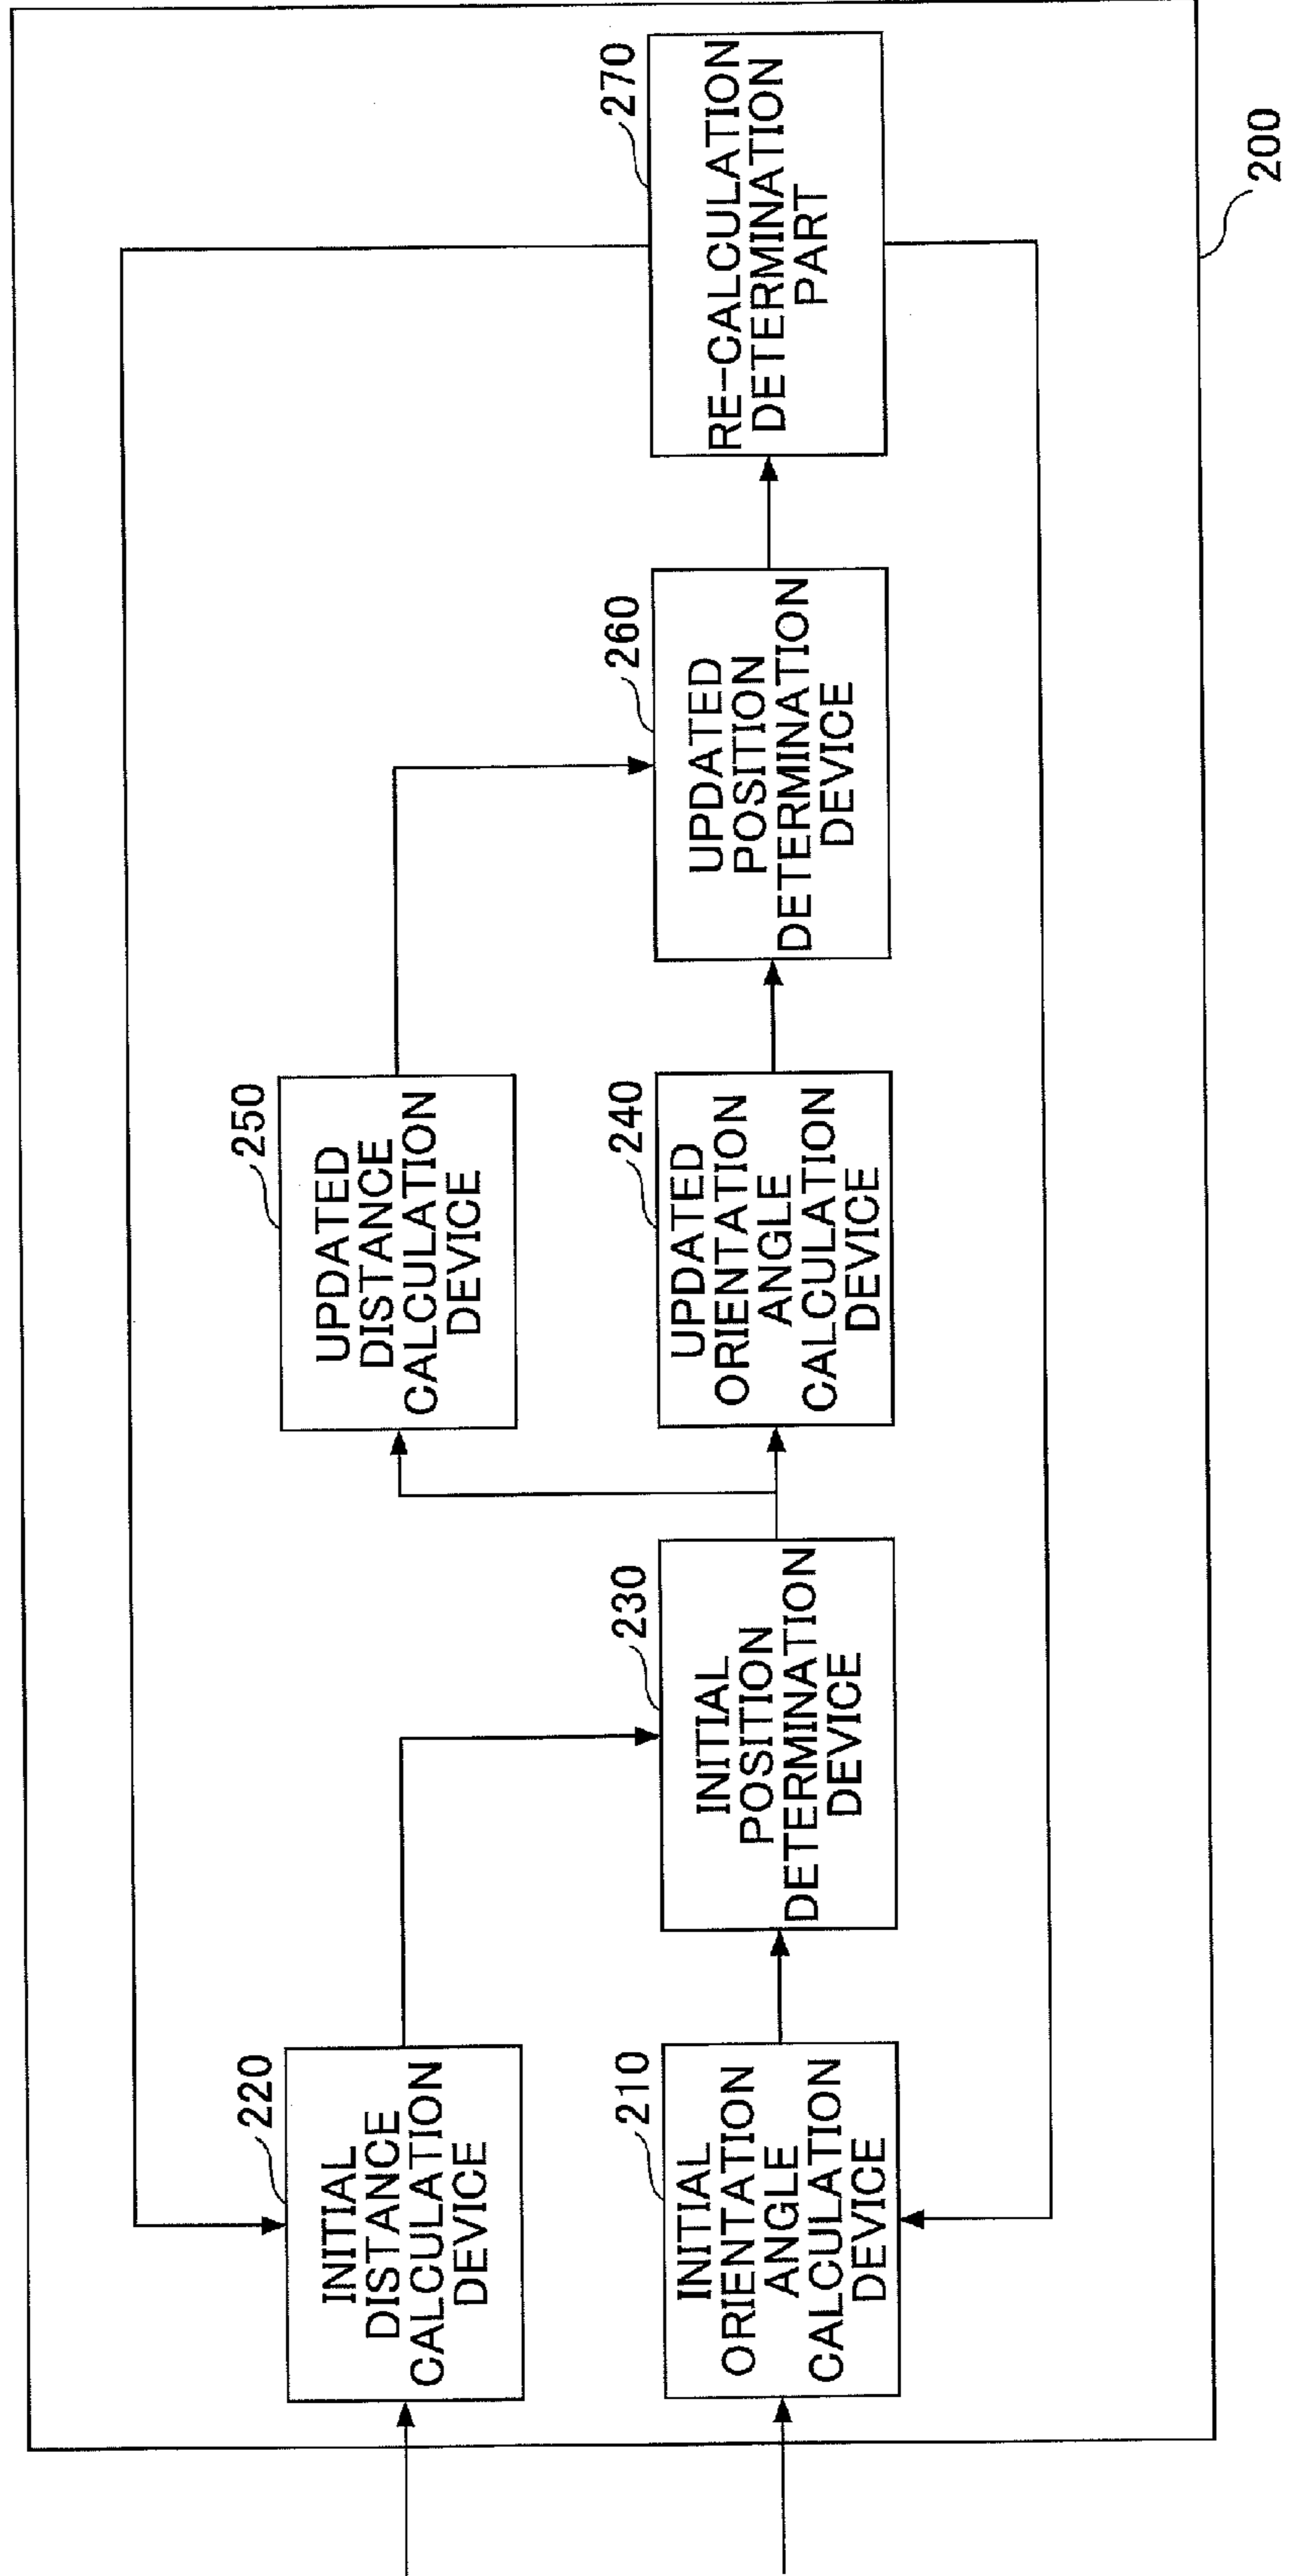 220
INITIAL
DISTANCE
CALCULATION
DEVICE
210
INITIAL
ORIENTATION
ANGLE
CALCULATION
DEVICE
230
INITIAL
POSITION
DETERMINATION
DEVICE
250
UPDATED
DISTANCE
CALCULATION
DEVICE
240
UPDATED
ORIENTATION
ANGLE
CALCULATION
DEVICE
260
UPDATED
POSITION
DETERMINATION
DEVICE
270
RE-CALCULATION
DETERMINATION
PART
200